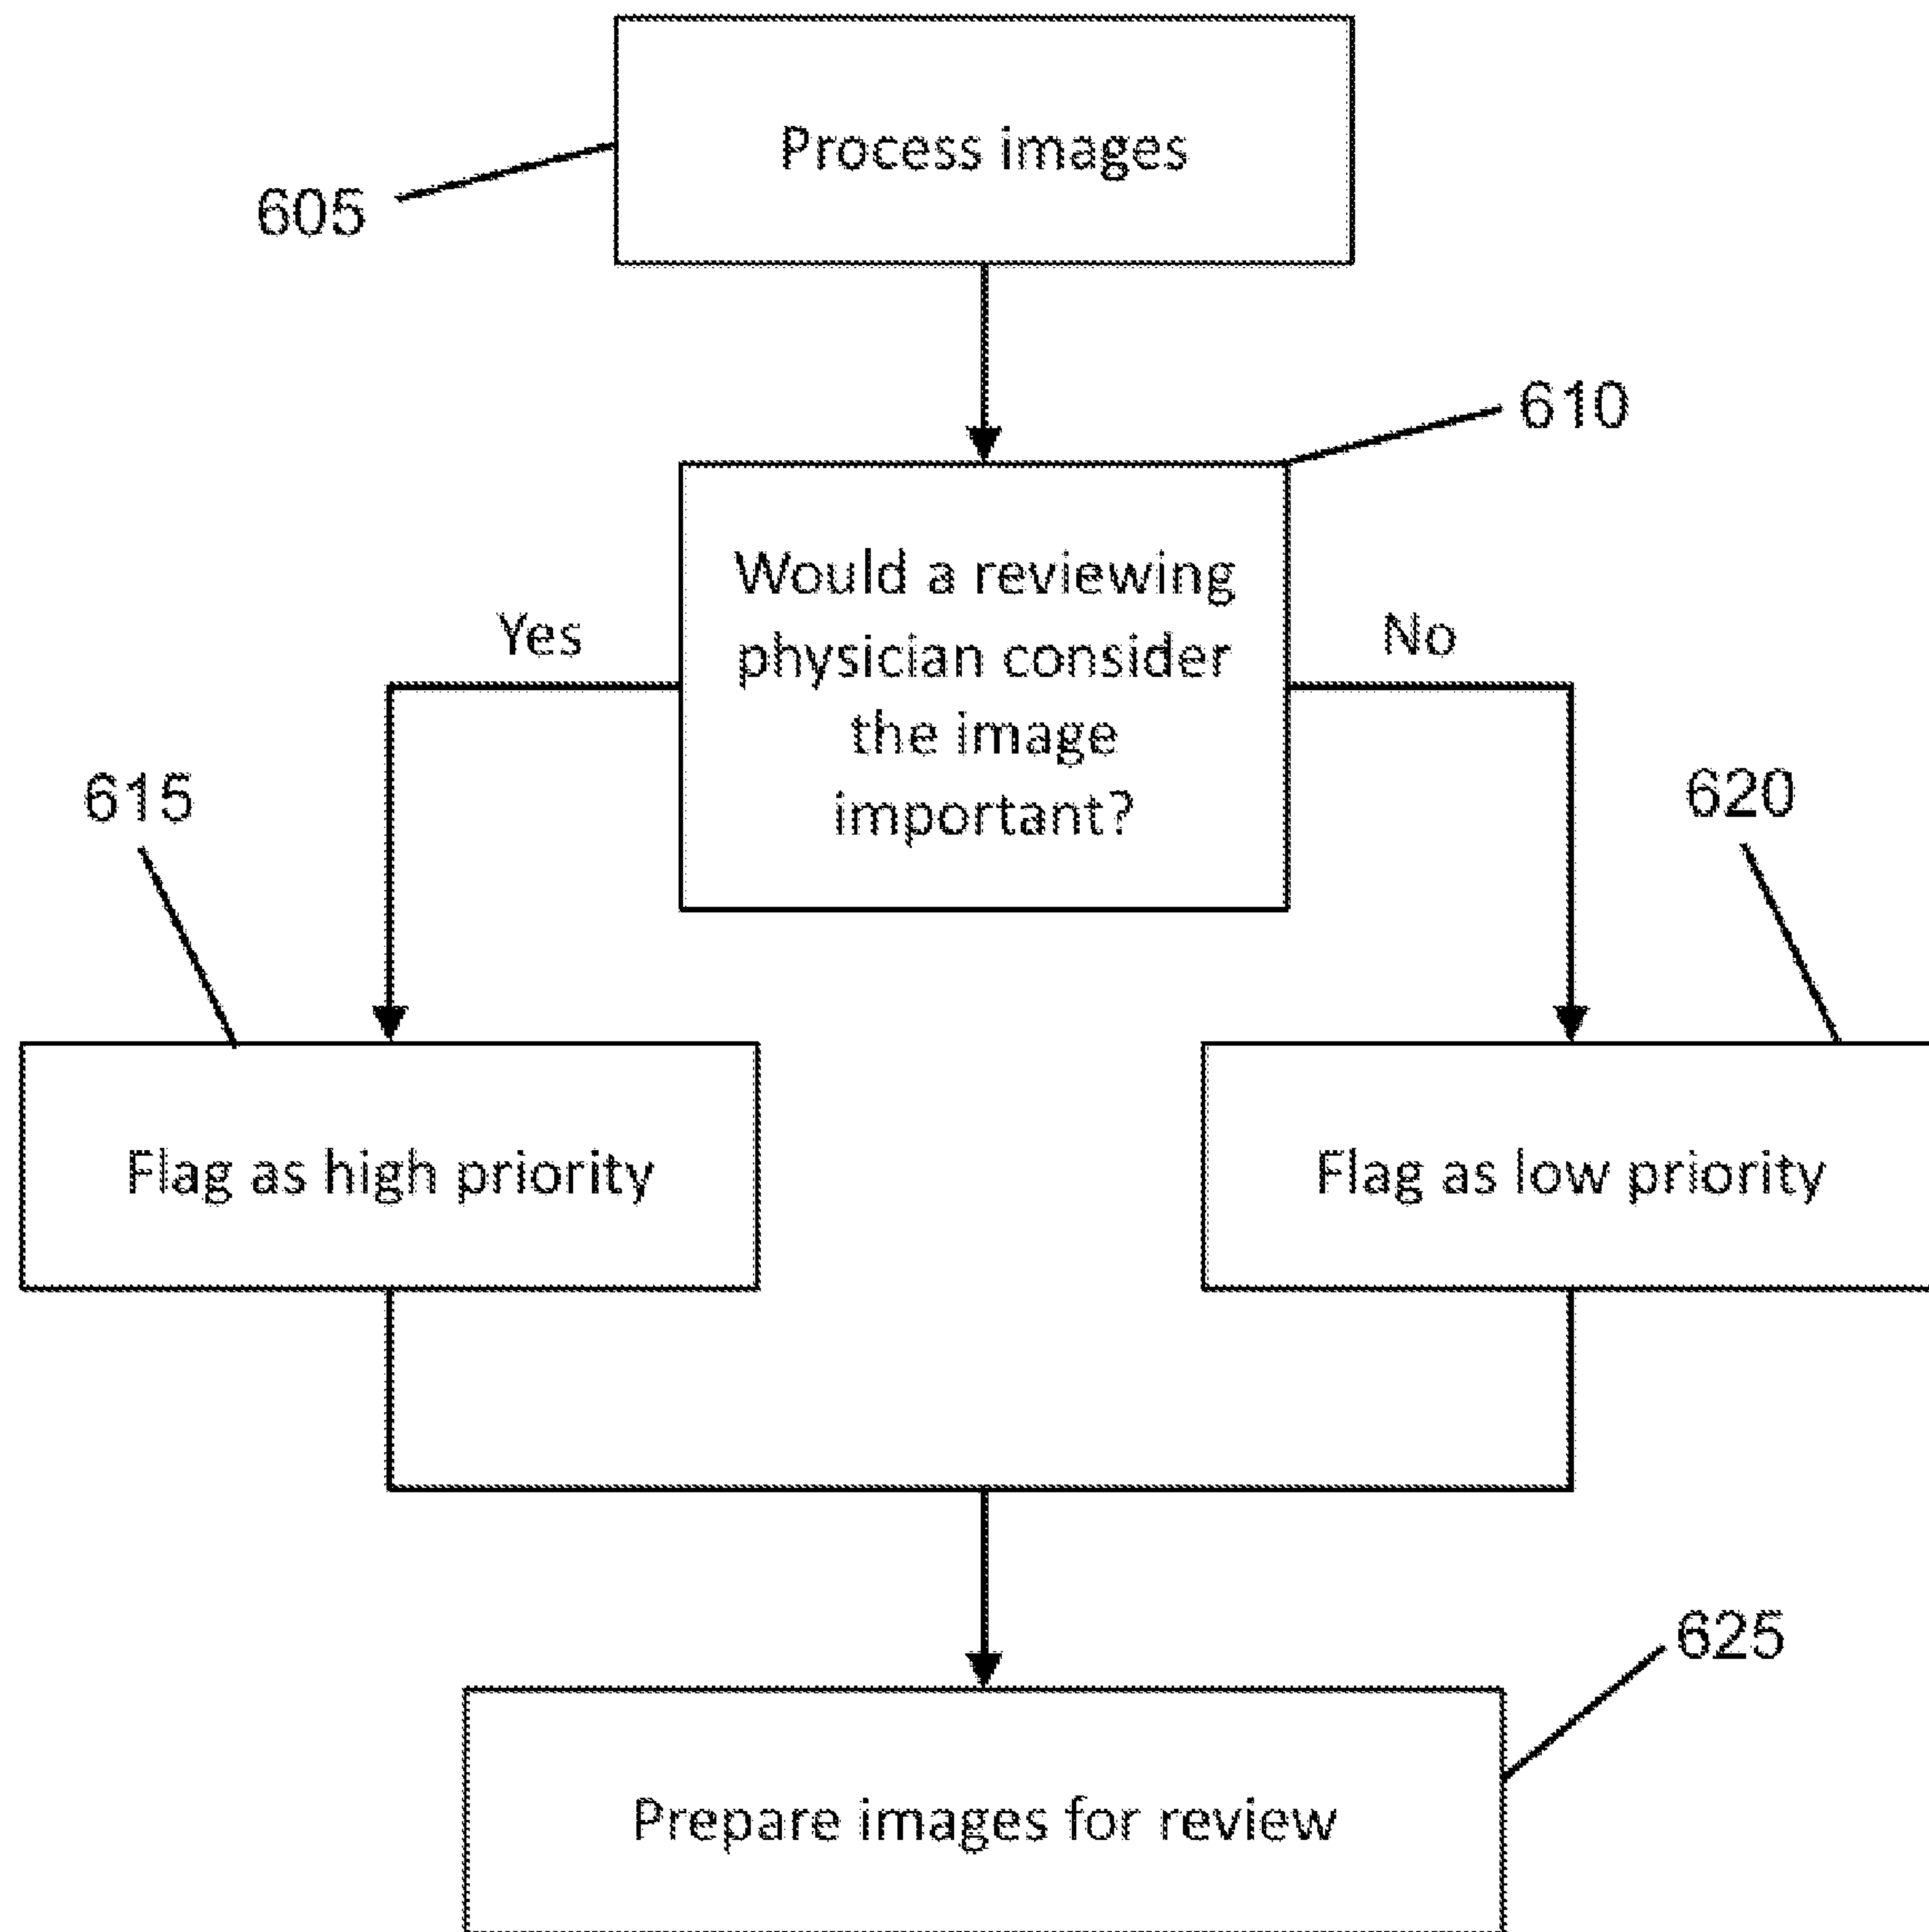 Process images
605
610
Would a reviewing
physician consider
the image
important?
Yes
No
615
620
Flag as high priority
Flag as low priority
625
Prepare images for review